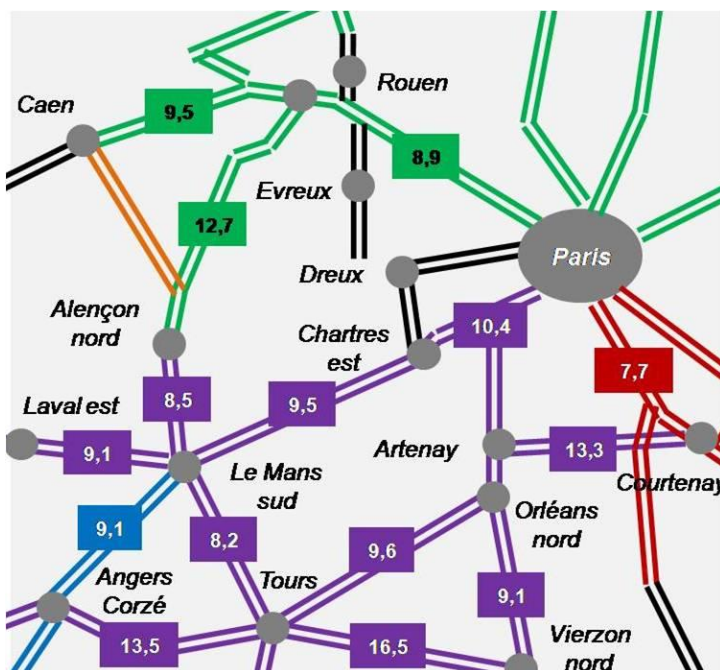 Rouen
Caen
9,5
8,9
Evreux
12,7
Dreux
Paris
Alençon
nord
10,4
Chartres
est
7,7
8,5
9,5
Laval est
9,1
Artenay
13,3
Le Mans
sud
Courtenay
Orléans
nord
9,1
8,2
9,6
Angers
Corzé
Tours
9,1
13,5
16,5
Vierzon
nord